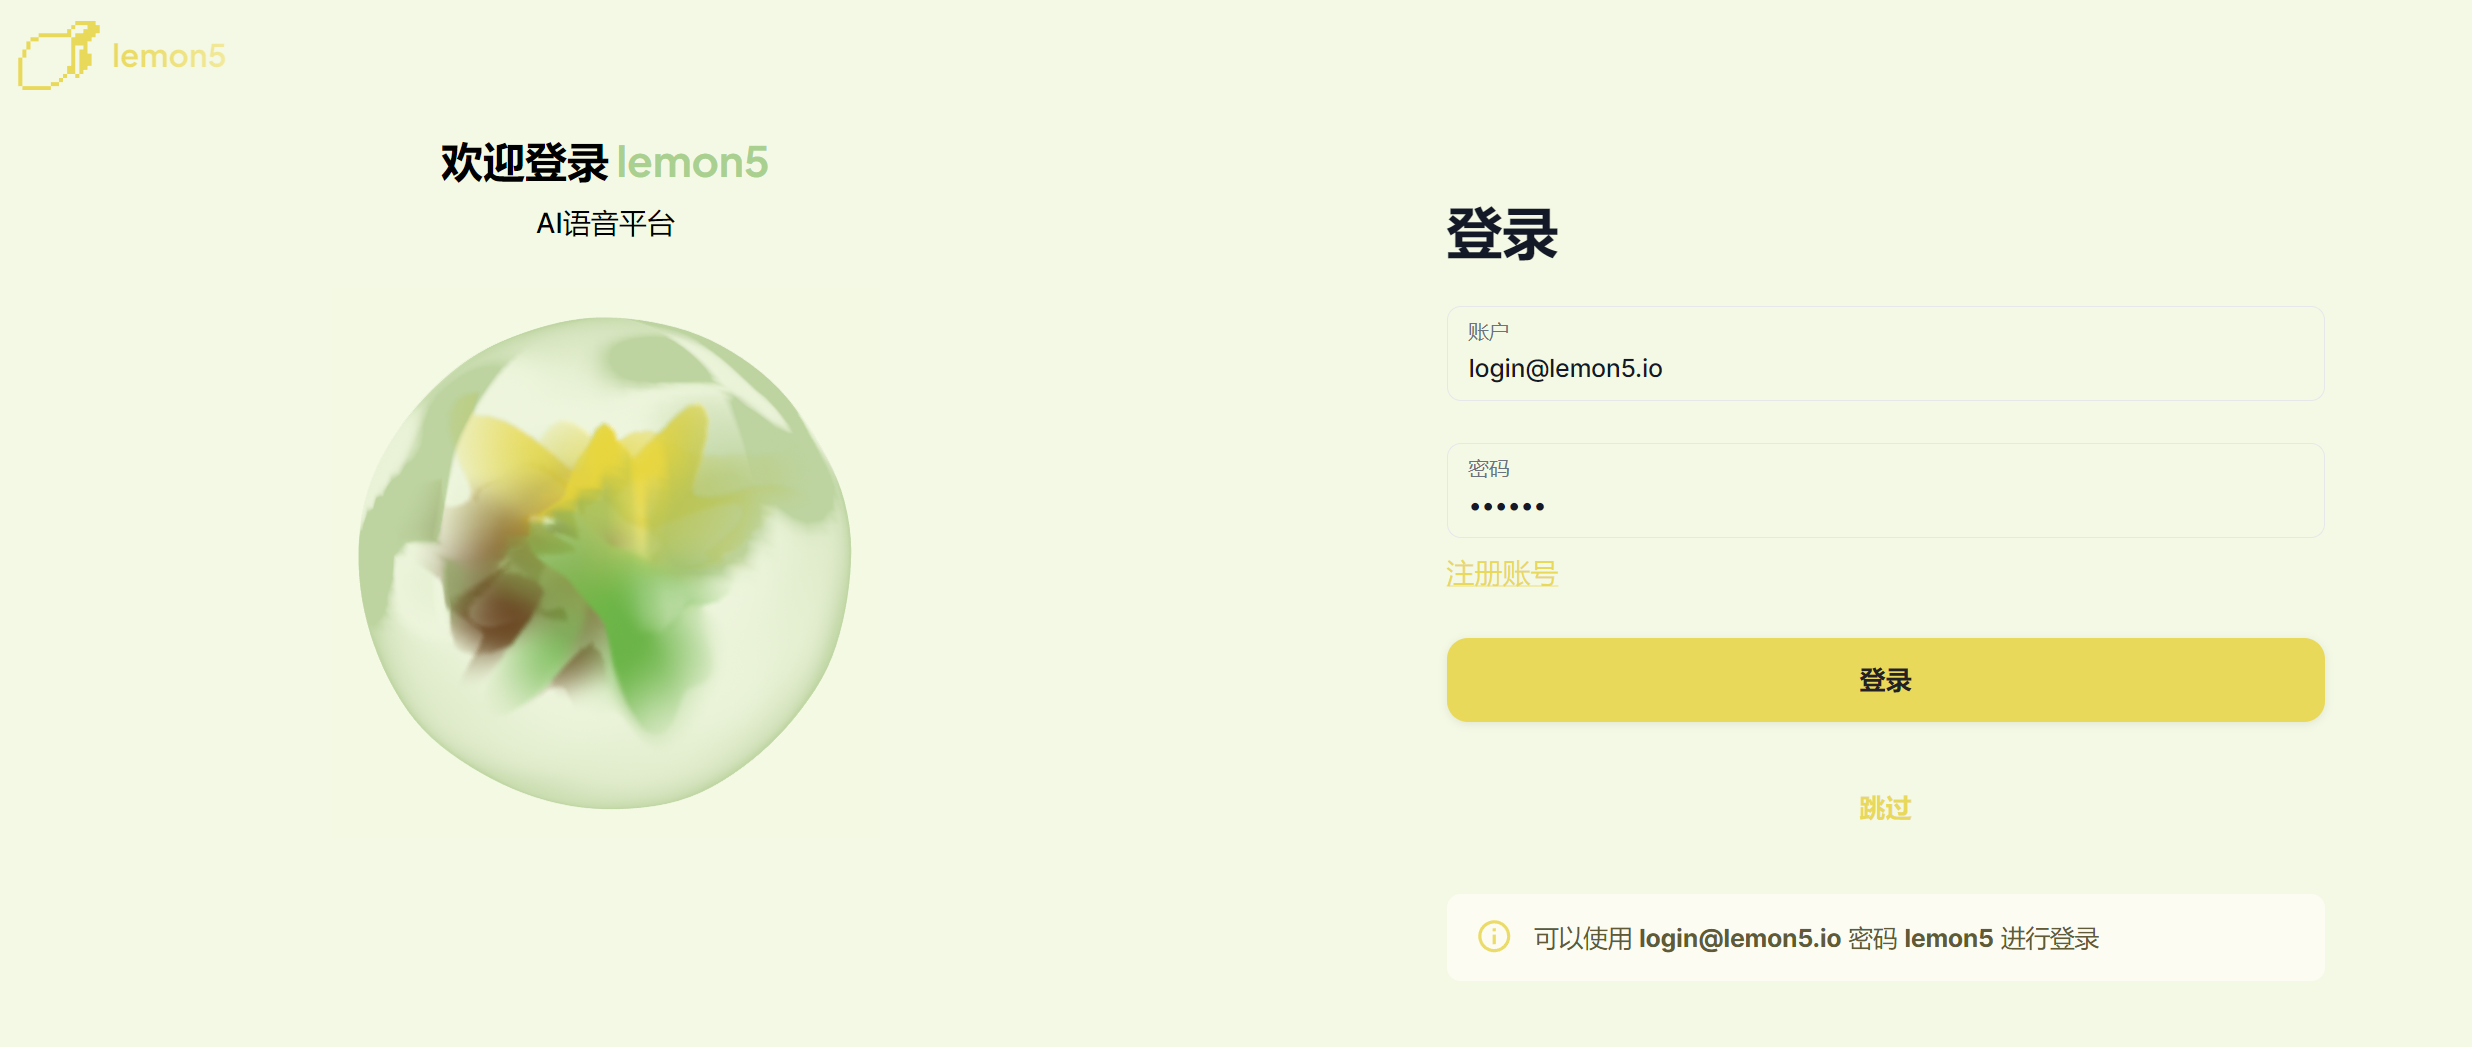 lemon5
欢迎登录 lemon5
AI语音平台
登录
账户
login@lemon5.io
密码
••••••
注册账号
登录
跳过
可以使用 login@lemon5.io 密码 lemon5 进行登录